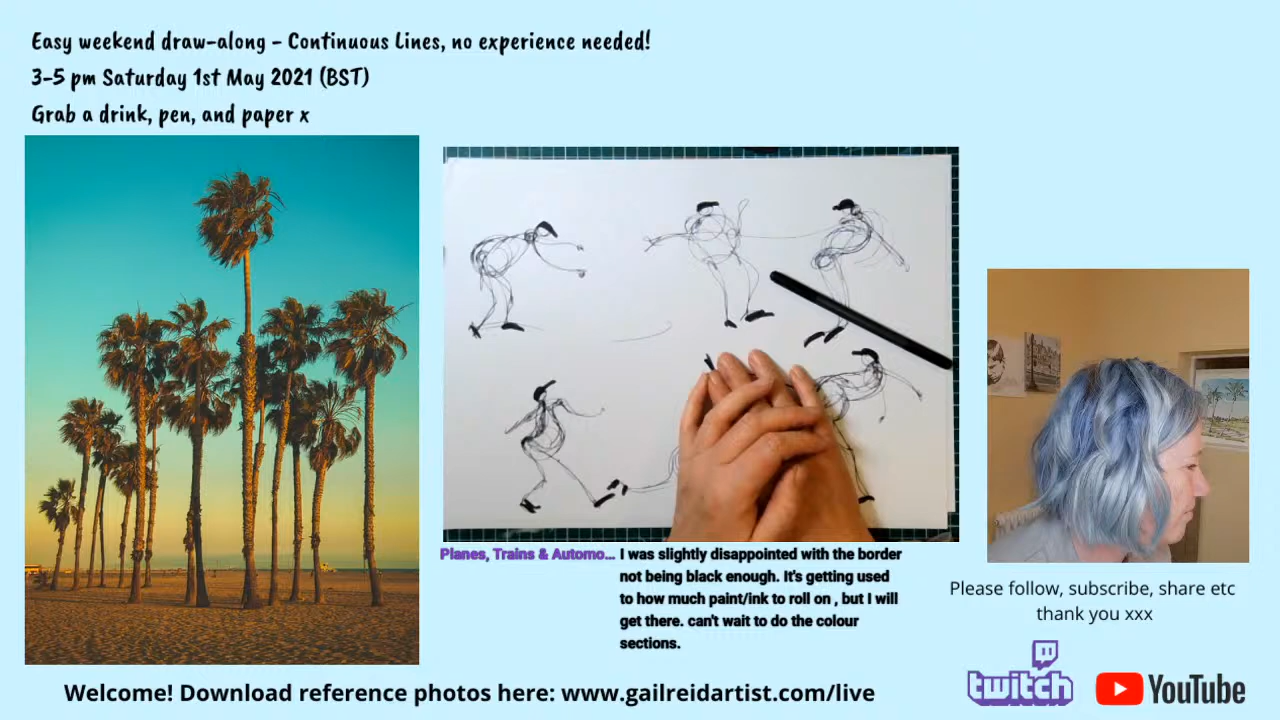 Easy weekend draw-along - Continuous Lines, no experience needed!
3-5 pm Saturday 1st May 2021 (BST)
Grab a drink, pen, and paper x
Planes, Trains & Automo... I was slightly disappointed with the border
not being black enough. It's getting used
to how much paint/ink to roll on , but I will
get there. can't wait to do the colour
sections.
Please follow, subscribe, share etc
thank you xxx
twitch YouTube
Welcome! Download reference photos here: www.gailreidartist.com/live